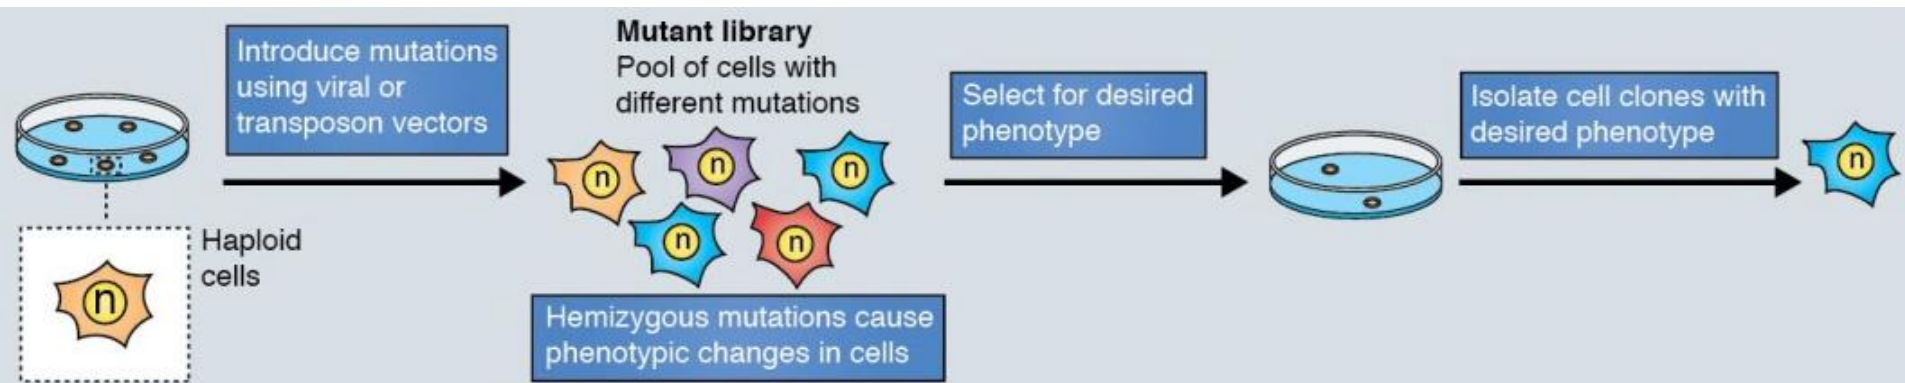 Introduce mutations
using viral or
transposon vectors
Mutant library
Pool of cells with
different mutations
Select for desired
phenotype
Isolate cell clones with
desired phenotype
n
n
n
n
n
n
Haploid
cells
n
Hemizygous mutations cause
phenotypic changes in cells